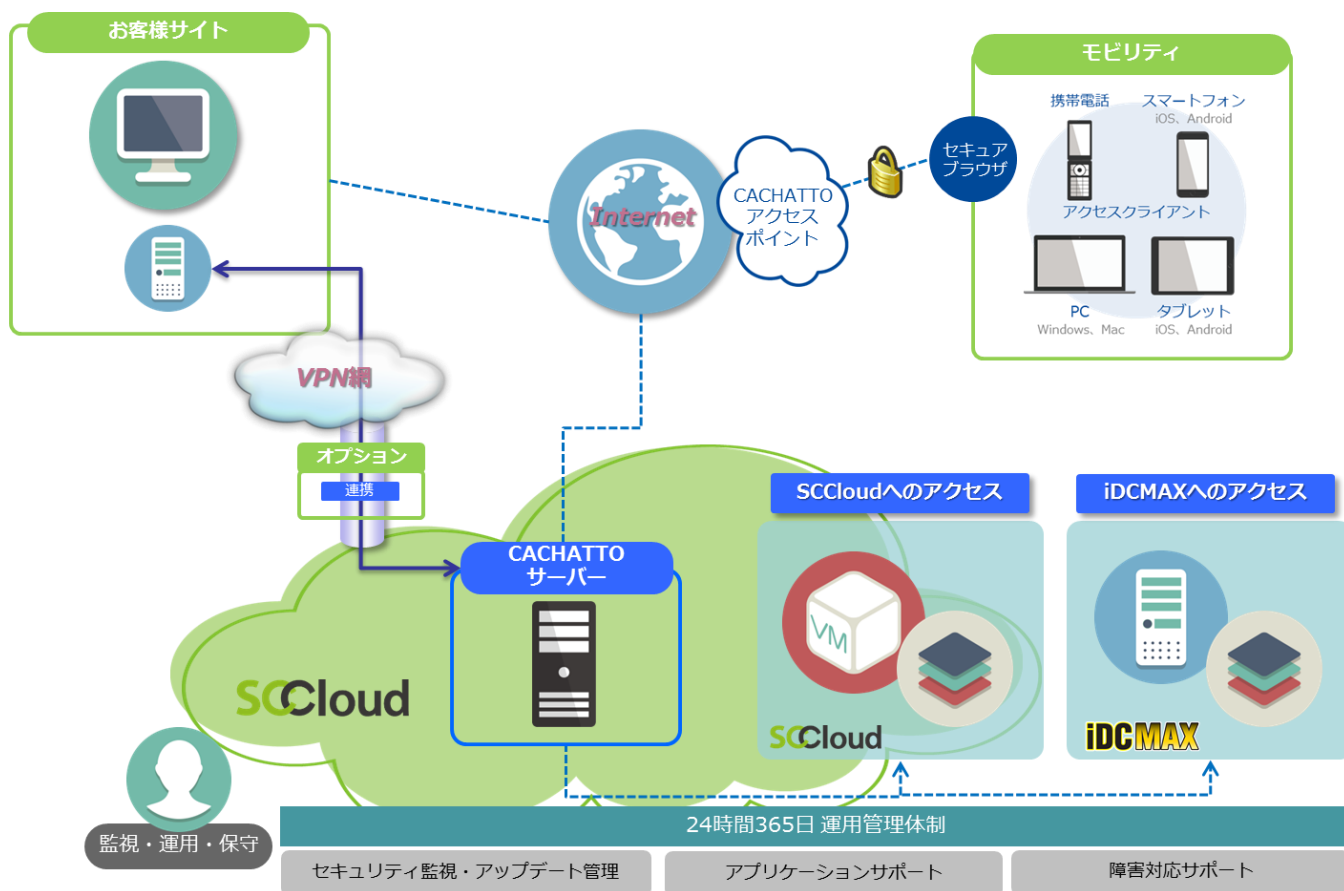 お客様サイト
モビリティ
携帯電話
スマートフォン
iOS、Android
セキュア
ブラウザ
アクセスクライアント
PC
Windows、Mac
タブレット
iOS、Android
Internet
CACHATTO
アクセス
ポイント
VPN網
オプション
連携
CACHATTO
サーバー
SCCloud
SCCloudへのアクセス
VM
SCCloud
iDCMAXへのアクセス
iDCMAX
監視・運用・保守
24時間365日 運用管理体制
セキュリティ監視・アップデート管理
アプリケーションサポート
障害対応サポート